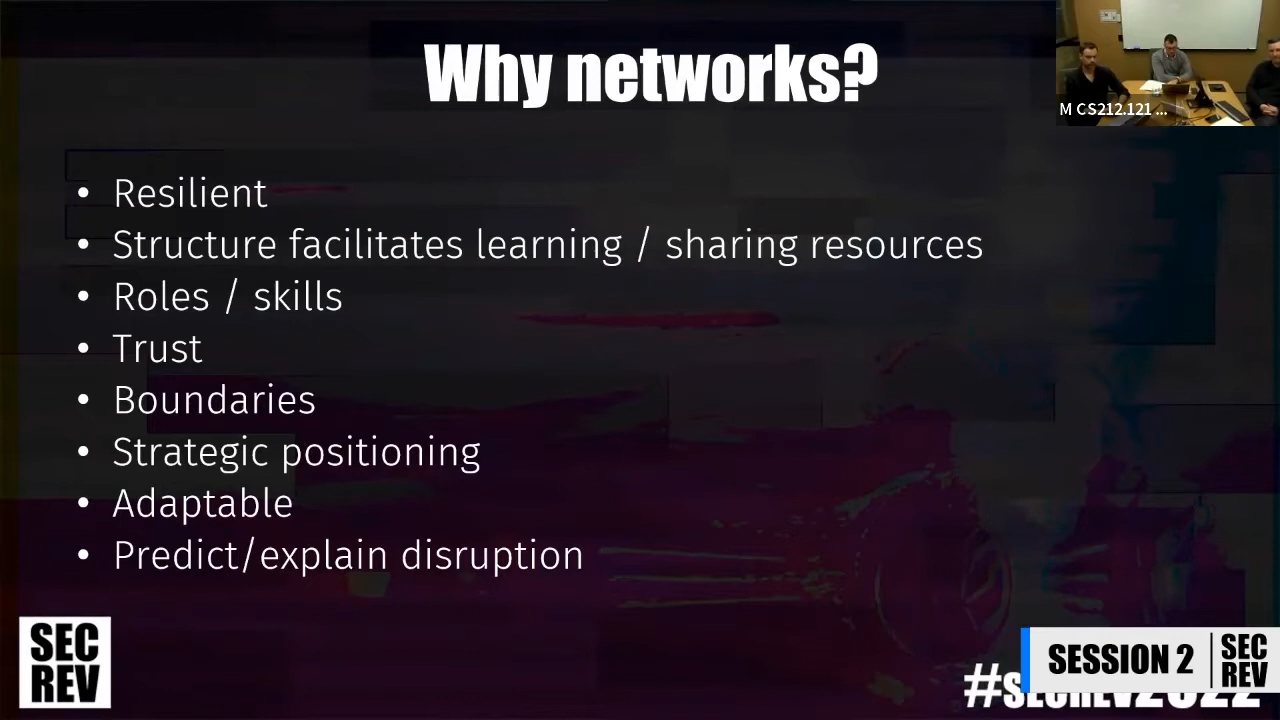 Why networks?
M CS212.121 ...
• Resilient
• Structure facilitates learning / sharing resources
• Roles / skills
• Trust
• Boundaries
• Strategic positioning
• Adaptable
• Predict/explain disruption
SEC
REV
SESSION 2
SEC
REV
#SECREV2022